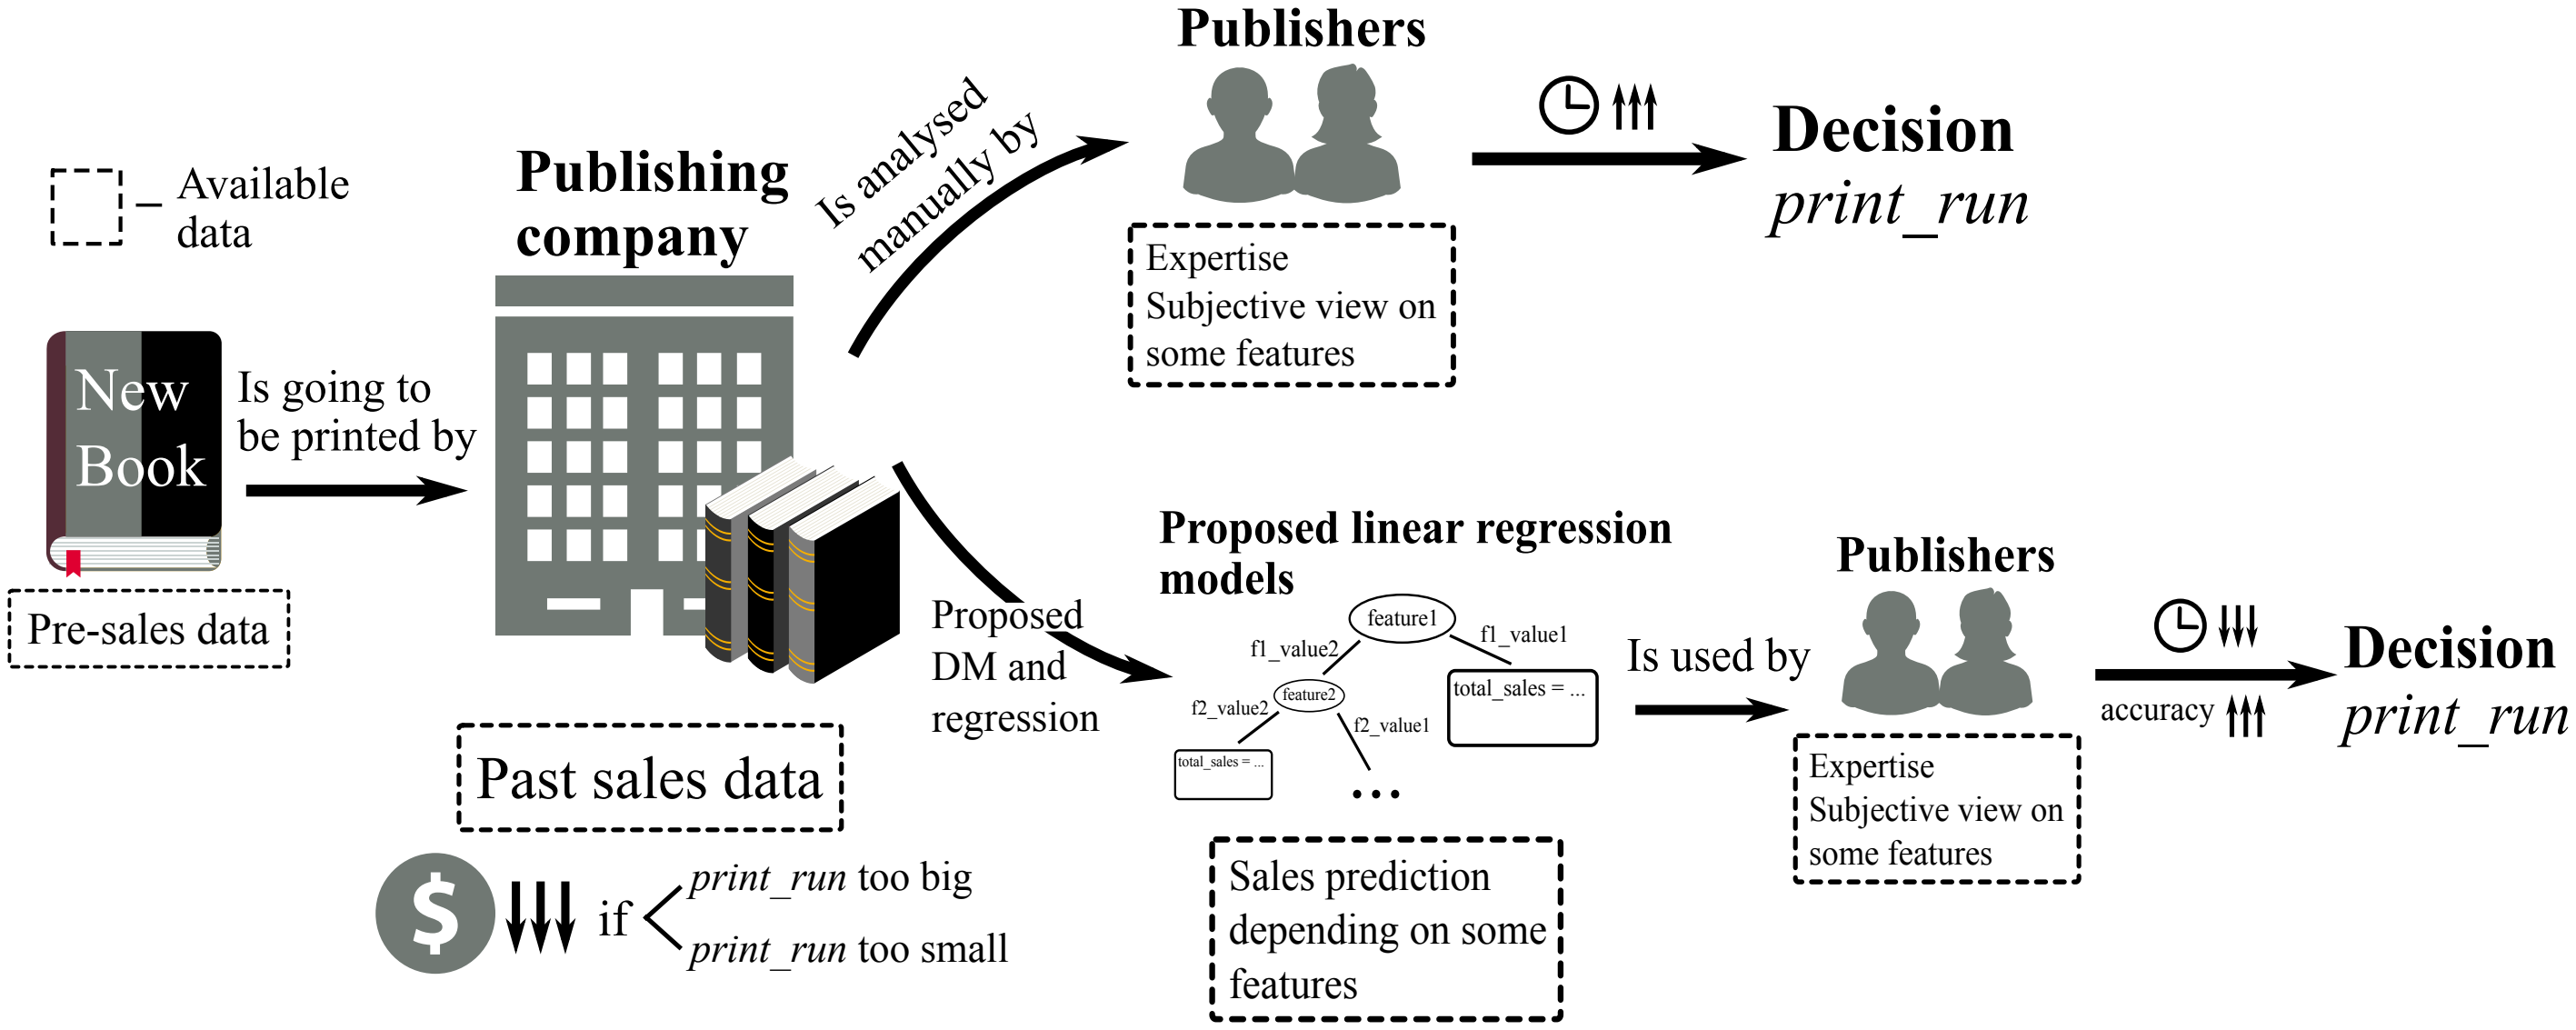 Available
data
New
Book
Pre-sales data
Is going to
be printed by
Publishing
company
Past sales data
$
if
print_run too big
print_run too small
Is analysed
manually by
Publishers
Expertise
Subjective view on
some features
Decision
print_run
Proposed
DM and
regression
Proposed linear regression
models
feature1
f1_value2
f1_value1
feature2
total_sales = ...
f2_value2
f2_value1
total_sales = ...
...
Sales prediction
depending on some
features
Is used by
Publishers
Expertise
Subjective view on
some features
accuracy
Decision
print_run